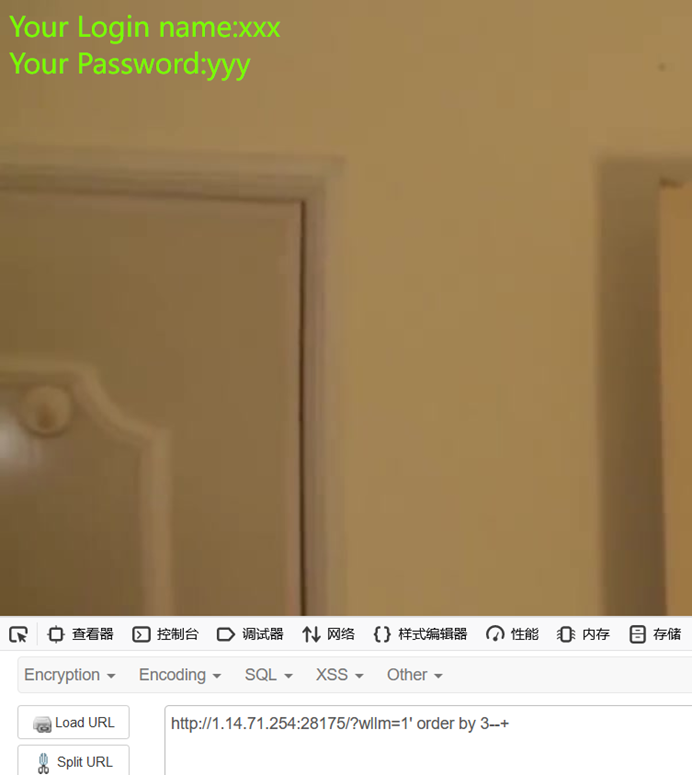 Your Login name:xxx
Your Password:yyy
查看器 控制台 调试器 网络 样式编辑器 性能 内存 存储
Encryption Encoding SQL XSS Other
Load URL http://1.14.71.254:28175/?wllm=1' order by 3--+
Split URL